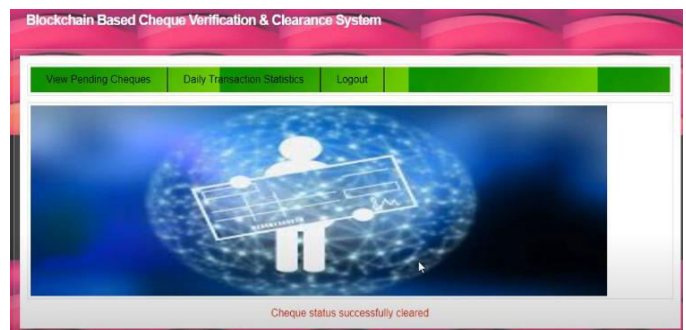 Blockchain Based Cheque Verification & Clearance System
View Pending Cheques Daily Transaction Statistics Logout
Cheque status successfully cleared